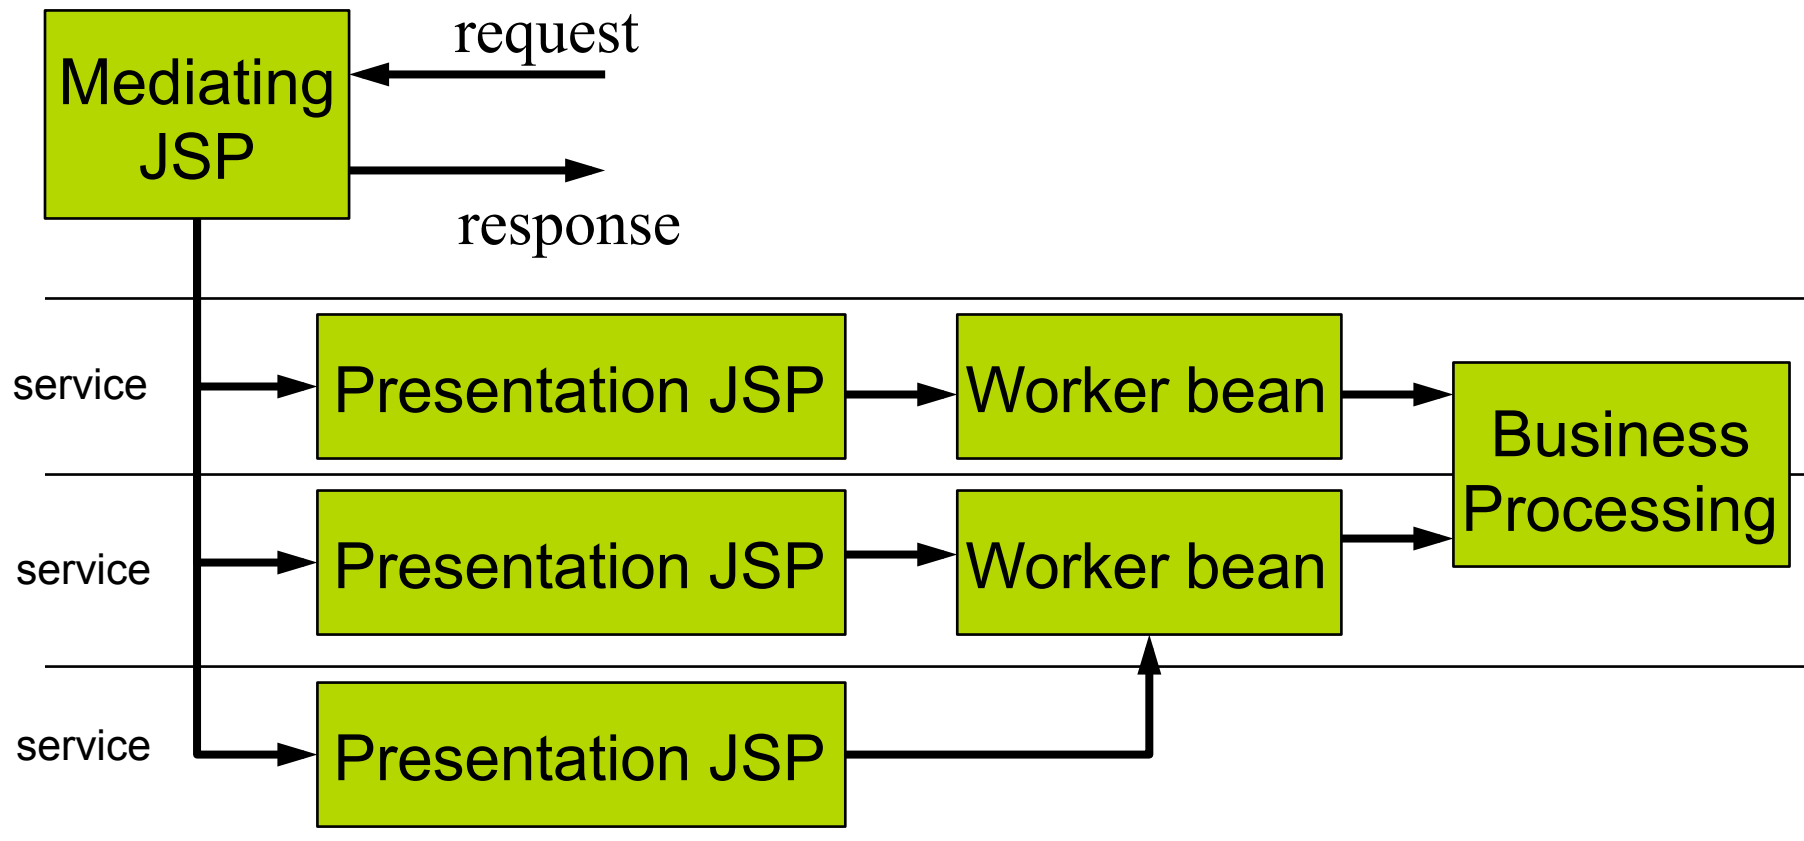 request
Mediating
JSP
response
service
Presentation JSP
Worker bean
Business
Processing
service
Presentation JSP
Worker bean
service
Presentation JSP